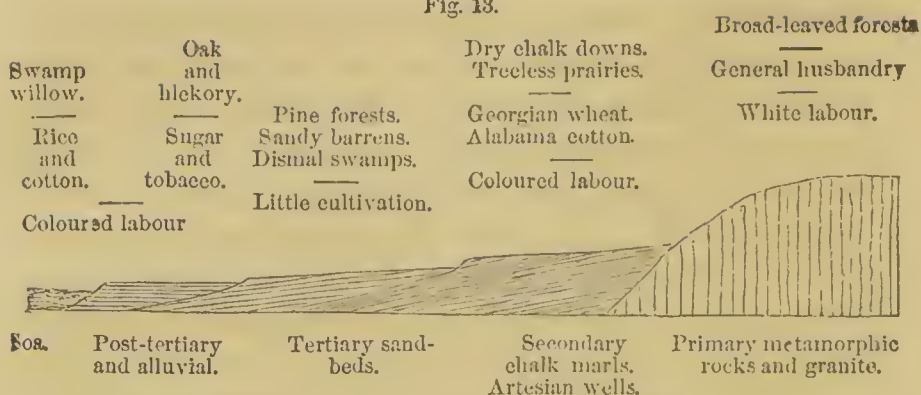 Fig. 13.
Swamp
willow.
Rice
and
cotton.
Oak
and
hickory.
Sugar
and
tobacco.
Coloured labour
Pine forests.
Sandy barrens.
Dismal swamps.
Little cultivation.
Dry chalk downs.
Treeless prairies.
Georgian wheat.
Alabama cotton.
Coloured labour.
Broad-leaved forests
General husbandry
White labour.
Sea.
Post-tertiary
and alluvial.
Tertiary sand-
beds.
Secondary
chalk marls.
Artesian wells.
Primary metamorphic
rocks and granite.